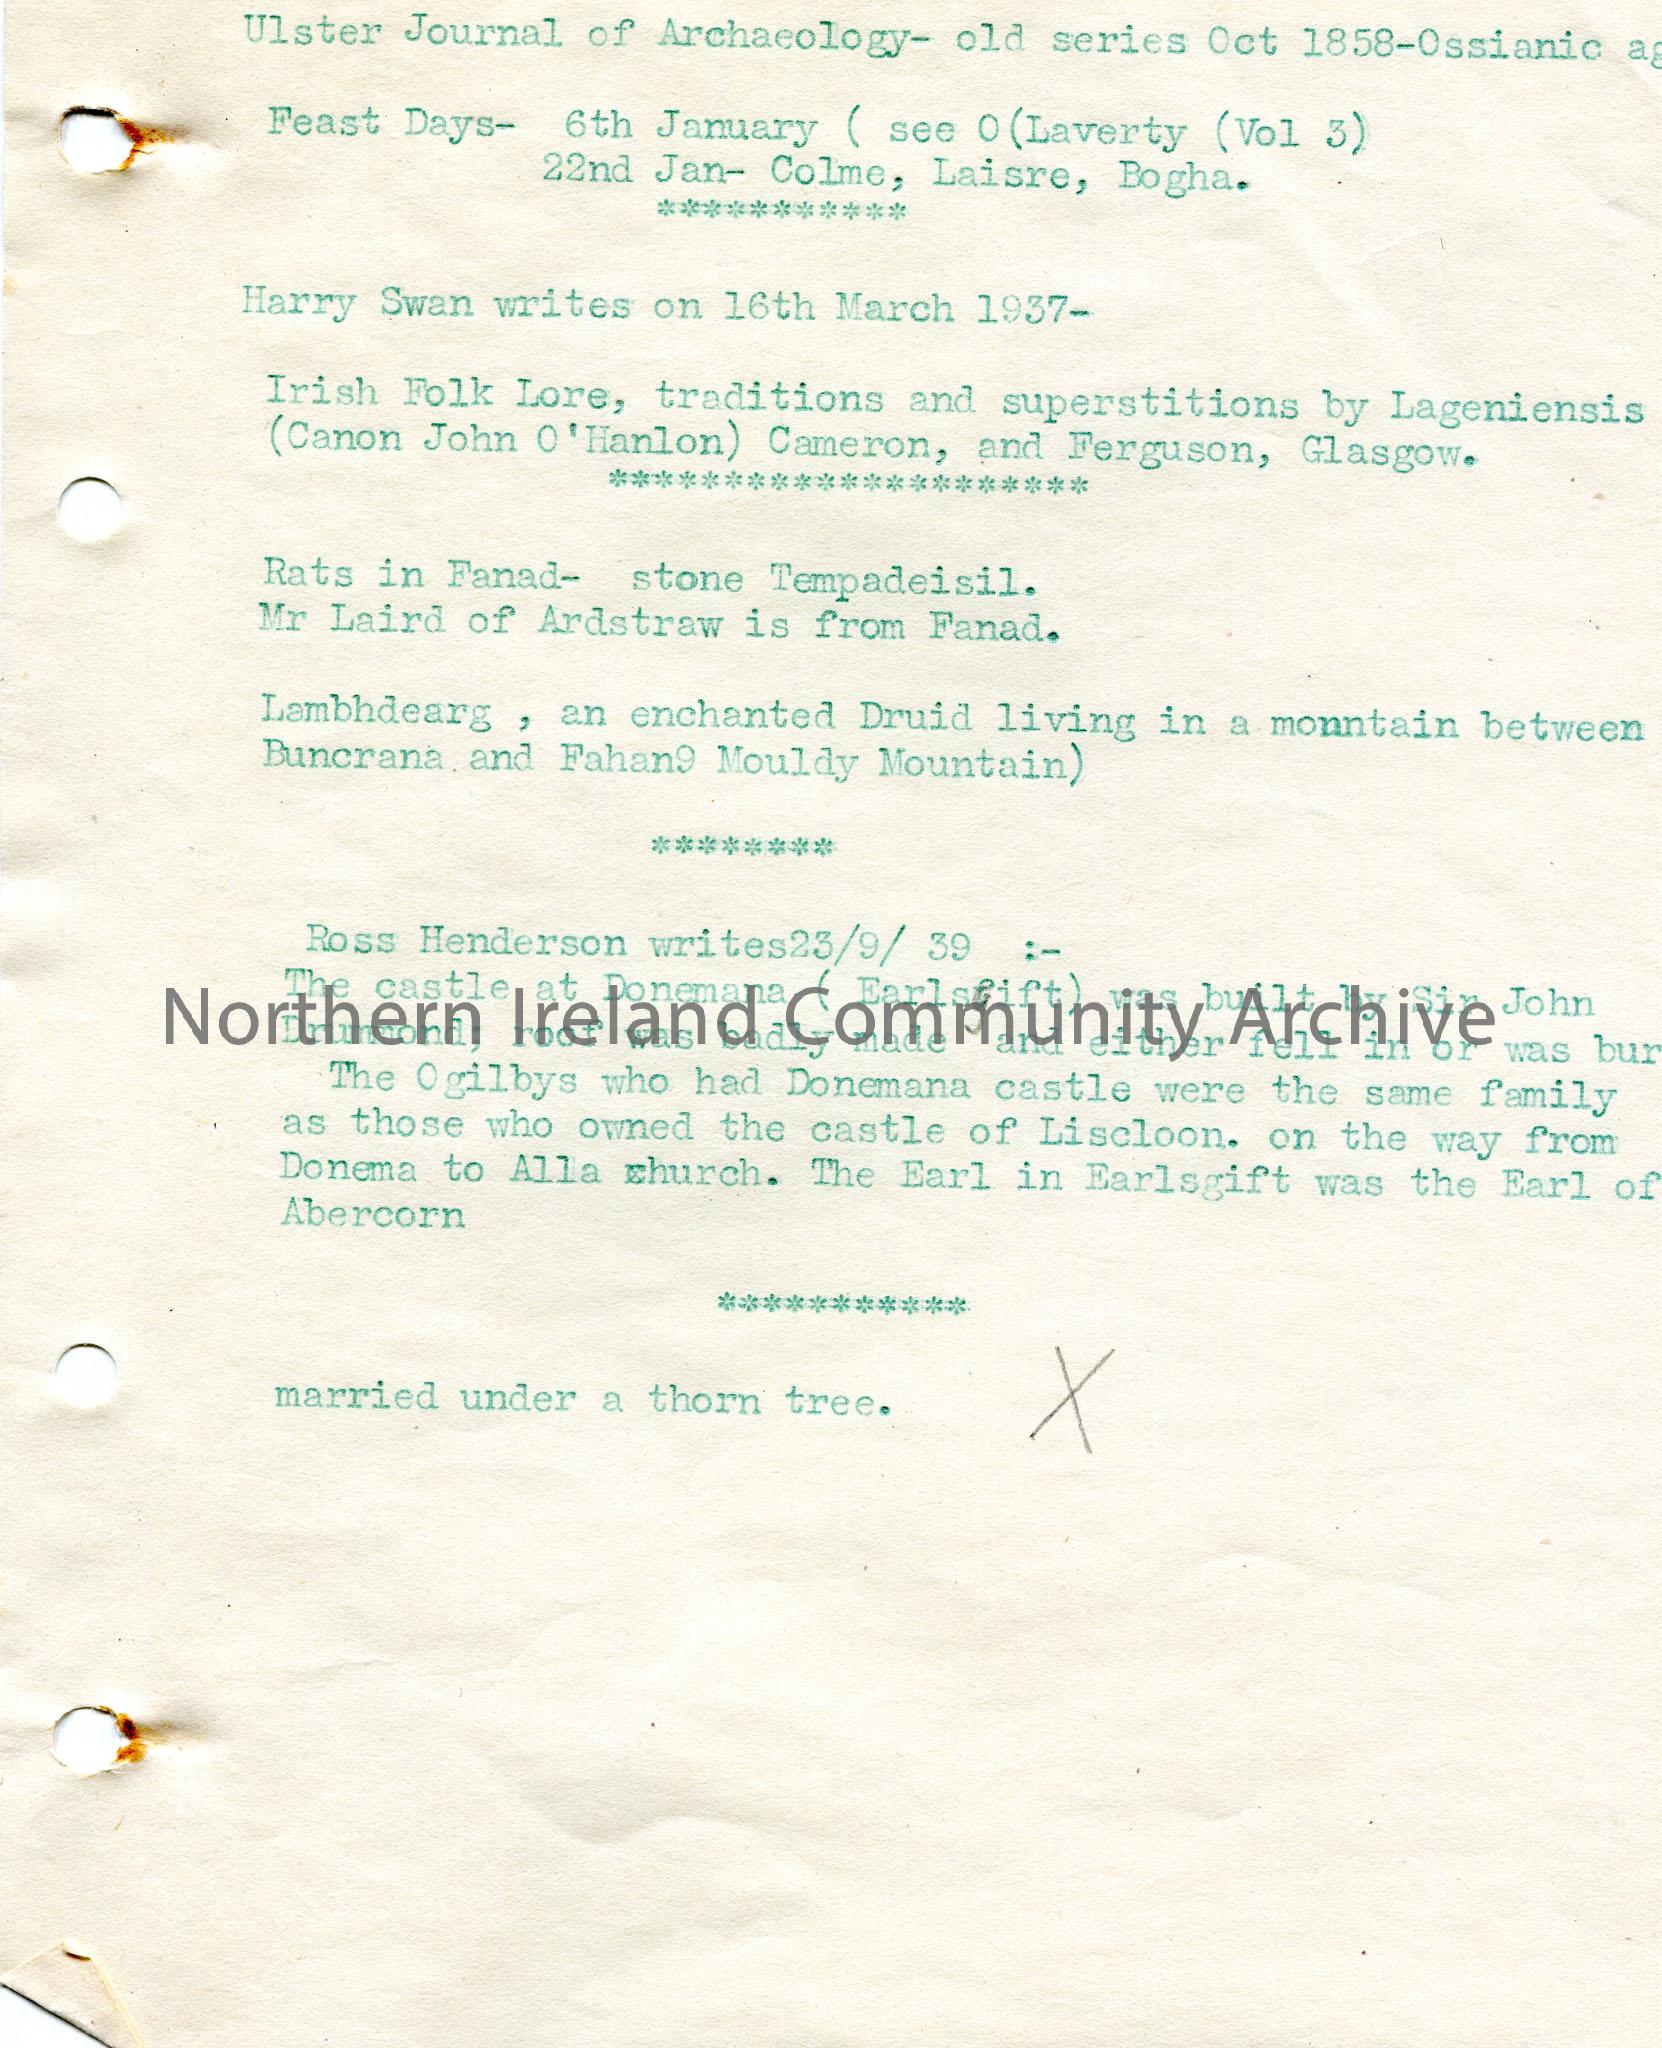 Ulster Journal of Archaeology- old series Oct 1858-Ossianic ag
Feast Days-  6th January ( see O(Laverty (Vol 3)
22nd Jan- Colme, Laisre, Bogha.
***********
Harry Swan writes on 16th March 1937-
Irish Folk Lore, traditions and superstitions by Lageniensis
(Canon John O'Hanlon) Cameron, and Ferguson, Glasgow.
*********************
Rats in Fanad-  stone Tempadeisil.
Mr Laird of Ardstraw is from Fanad.
Lambhdearg , an enchanted Druid living in a monntain between
Buncrana and Fahan9 Mouldy Mountain)
********
Ross Henderson writes23/9/ 39  :-
The castle at Donemana ( Earlsgift) was built by Sir John
Drummond; roof was badly made  and either fell in or was bur
Northern Ireland Community Archive
The Ogilbys who had Donemana castle were the same family
as those who owned the castle of Liscloon. on the way from
Donema to Alla church. The Earl in Earlsgift was the Earl of
Abercorn
***********
married under a thorn tree. X